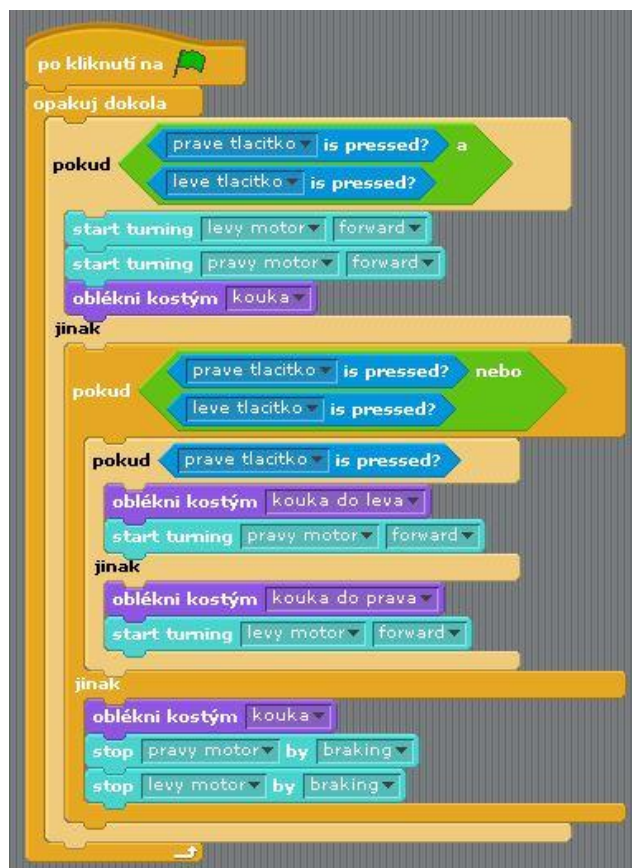 po kliknutí na
opakuj dokola
prave tlacitko is pressed? a
pokud
leve tlacitko is pressed?
start turning levy motor forward
start turning pravy motor forward
oblékni kostým kouka
jinak
prave tlacitko is pressed? nebo
pokud
leve tlacitko is pressed?
pokud prave tlacitko is pressed?
oblékni kostým kouka do leva
start turning pravy motor forward
jinak
oblékni kostým kouka do prava
start turning levy motor forward
jinak
oblékni kostým kouka
stop pravy motor by braking
stop levy motor by braking